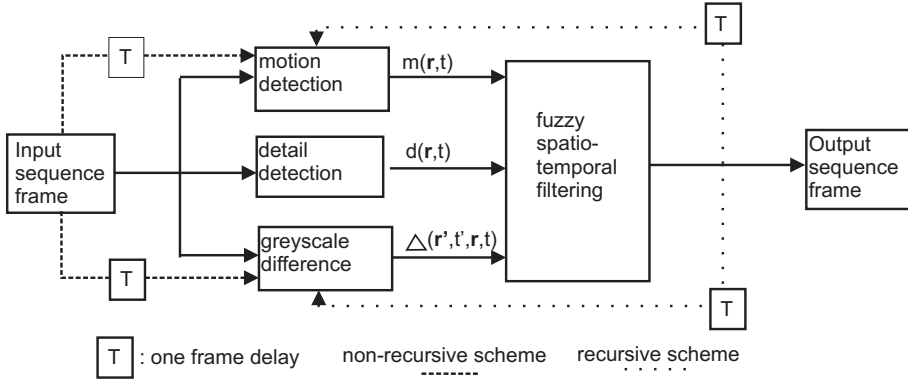 T
T
motion
detection
m(r,t)
Input
sequence
frame
detail
detection
d(r,t)
fuzzy
spatio-
temporal
filtering
Output
sequence
frame
greyscale
difference
△(r',t',r,t)
T
T
T : one frame delay
non-recursive scheme
recursive scheme